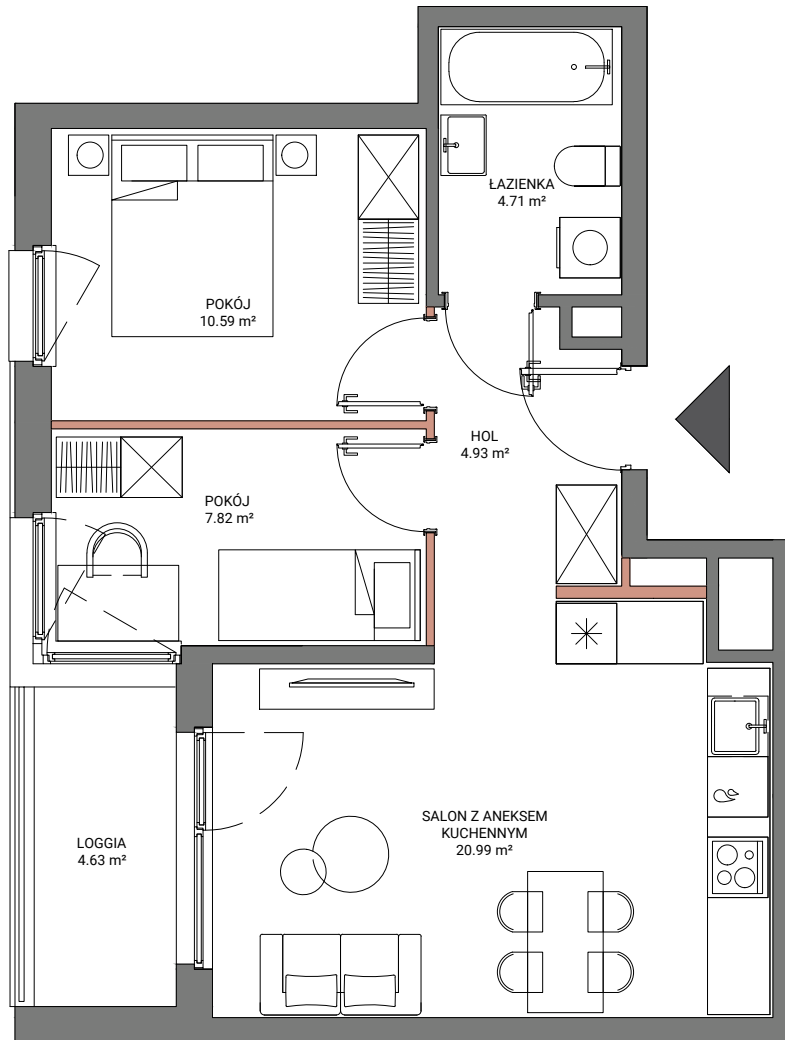 ŁAZIENKA
4.71 m²
POKÓJ
10.59 m²
HOL
4.93 m²
POKÓJ
7.82 m²
SALON Z ANEKSEM
KUCHENNYM
20.99 m²
LOGGIA
4.63 m²